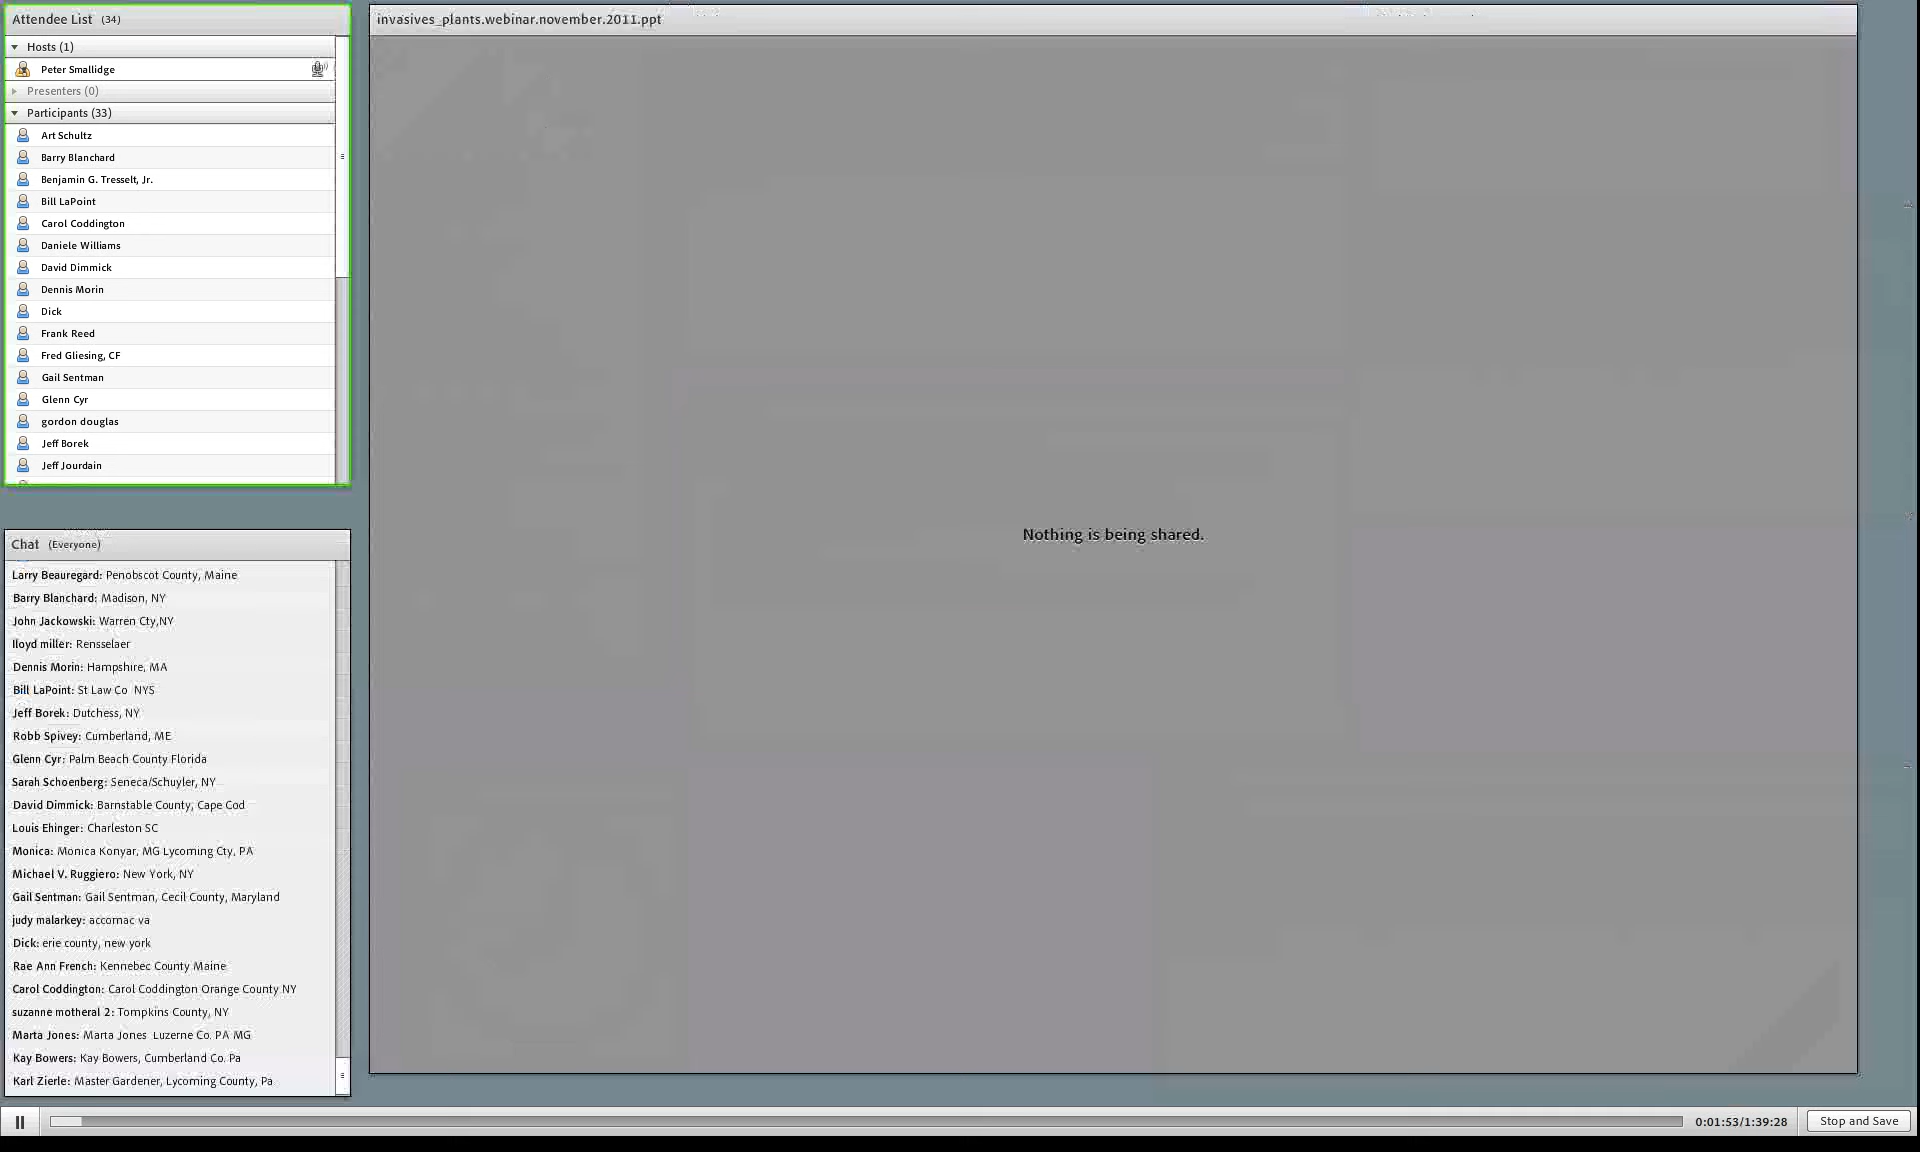 Attendee List (34)
Hosts (1)
Peter Smallidge
Presenters (0)
Participants (33)
Art Schultz
Barry Blanchard
Benjamin G. Tresselt, Jr.
Bill LaPoint
Carol Coddington
Daniele Williams
David Dimmick
Dennis Morin
Dick
Frank Reed
Fred Gliesing, CF
Gail Sentman
Glenn Cyr
gordon douglas
Jeff Borek
Jeff Jourdain
Chat (Everyone)
Larry Beauregard: Penobscot County, Maine
Barry Blanchard: Madison, NY
John Jackowski: Warren Cty,NY
lloyd miller: Rensselaer
Dennis Morin: Hampshire, MA
Bill LaPoint: St Law Co NYS
Jeff Borek: Dutchess, NY
Robb Spivey: Cumberland, ME
Glenn Cyr: Palm Beach County Florida
Sarah Schoenberg: Seneca/Schuyler, NY
David Dimmick: Barnstable County, Cape Cod
Louis Ehinger: Charleston SC
Monica: Monica Konyar, MG Lycoming Cty, PA
Michael V. Ruggiero: New York, NY
Gail Sentman: Gail Sentman, Cecil County, Maryland
judy malarkey: accomac va
Dick: erie county, new york
Rae Ann French: Kennebec County Maine
Carol Coddington: Carol Coddington Orange County NY
suzanne motheral 2: Tompkins County, NY
Marta Jones: Marta Jones Luzerne Co. PA MG
Kay Bowers: Kay Bowers, Cumberland Co. Pa
Karl Zierle: Master Gardener, Lycoming County, Pa
invasives_plants.webinar.november.2011.ppt
Nothing is being shared.
0:01:53/1:39:28
Stop and Save